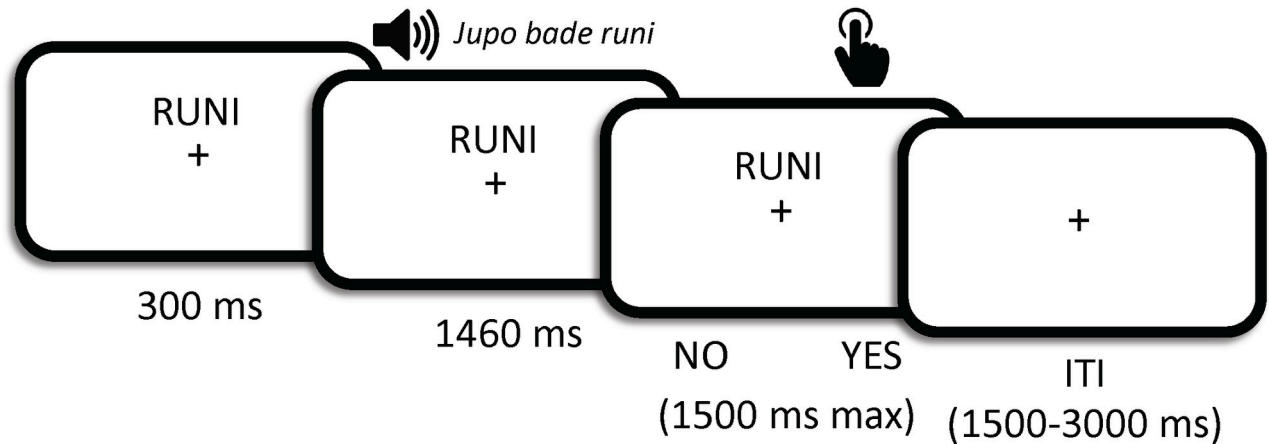 Jupo bade runi
RUNI
+
RUNI
+
RUNI
+
+
300 ms
1460 ms
NO YES
(1500 ms max)
ITI
(1500-3000 ms)